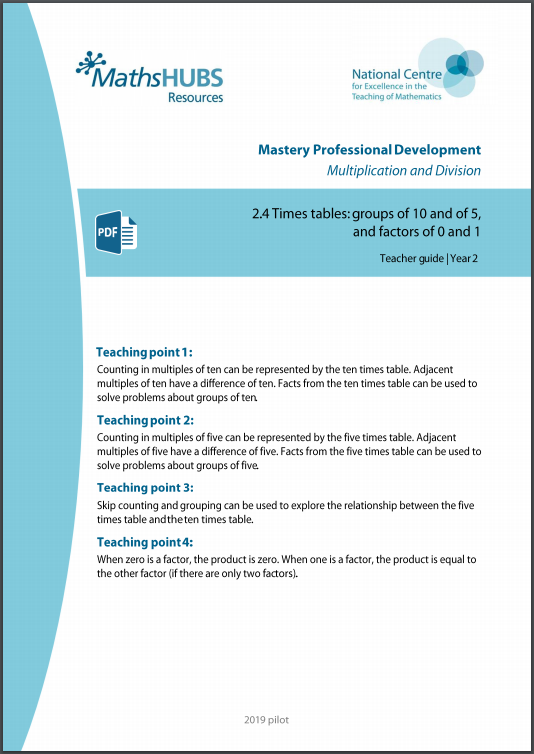 MathsHUBS
Resources
National Centre
for Excellence in the
Teaching of Mathematics
Mastery Professional Development
Multiplication and Division
PDF
2.4 Times tables: groups of 10 and of 5,
and factors of 0 and 1
Teacher guide | Year 2
Teaching point 1:
Counting in multiples of ten can be represented by the ten times table. Adjacent
multiples of ten have a difference of ten. Facts from the ten times table can be used to
solve problems about groups of ten.
Teaching point 2:
Counting in multiples of five can be represented by the five times table. Adjacent
multiples of five have a difference of five. Facts from the five times table can be used to
solve problems about groups of five.
Teaching point 3:
Skip counting and grouping can be used to explore the relationship between the five
times table and the ten times table.
Teaching point 4:
When zero is a factor, the product is zero. When one is a factor, the product is equal to
the other factor (if there are only two factors).
2019 pilot